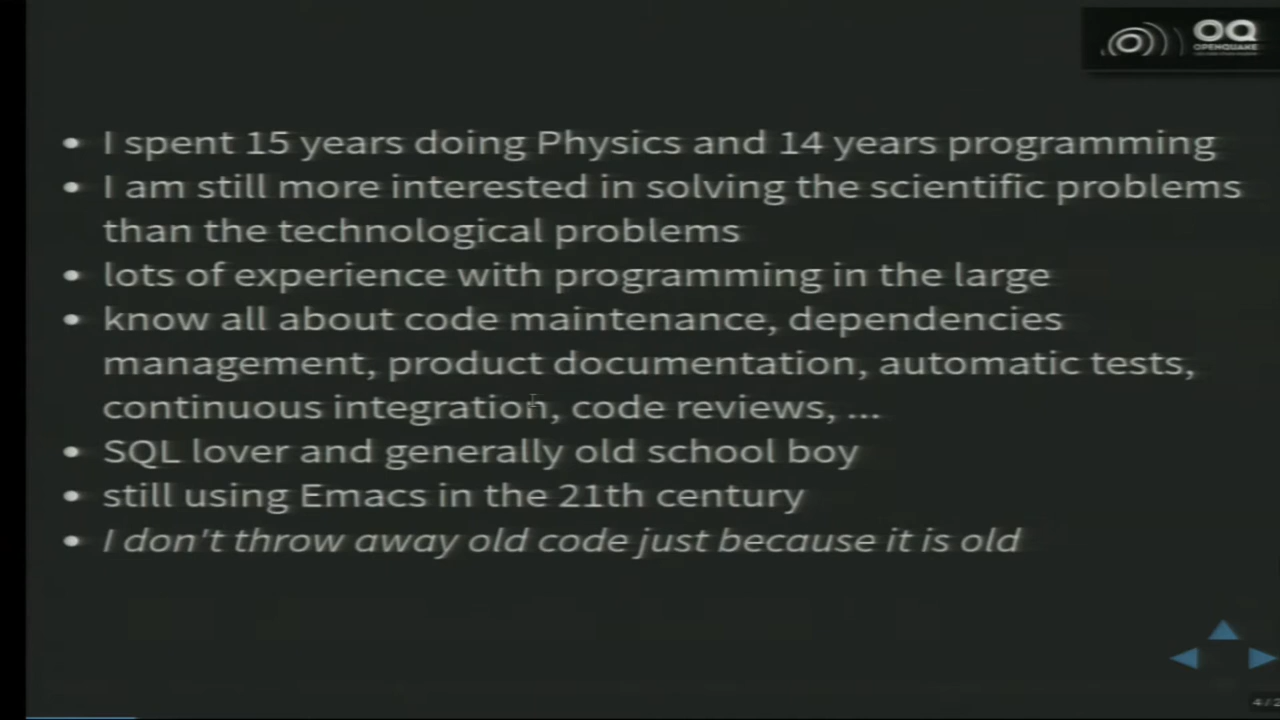 OQ
OPENQUAKE
• I spent 15 years doing Physics and 14 years programming
• I am still more interested in solving the scientific problems
than the technological problems
• lots of experience with programming in the large
• know all about code maintenance, dependencies
management, product documentation, automatic tests,
continuous integration, code reviews, ...
• SQL lover and generally old school boy
• still using Emacs in the 21th century
• I don't throw away old code just because it is old